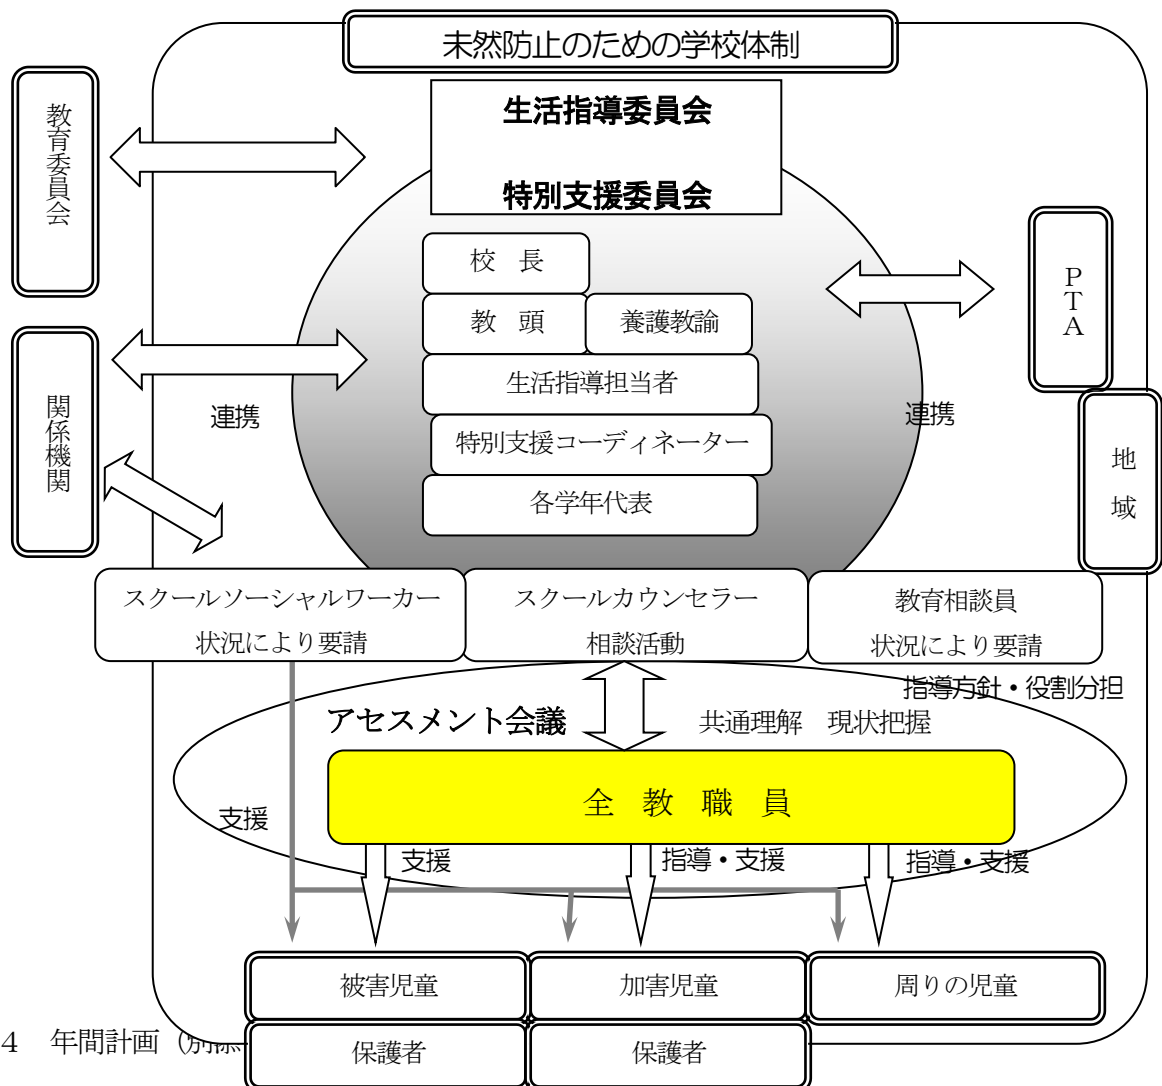 未然防止のための学校体制
教育委員会
生活指導委員会
特別支援委員会
校　長
教　頭
養護教諭
生活指導担当者
特別支援コーディネーター
各学年代表
PTA
関係機関
連携
連携
地域
スクールソーシャルワーカー
状況により要請
スクールカウンセラー
相談活動
教育相談員
状況により要請
指導方針・役割分担
アセスメント会議
共通理解　現状把握
全　教　職　員
支援
支援
指導・支援
指導・支援
被害児童
加害児童
周りの児童
保護者
保護者
4　年間計画（別添